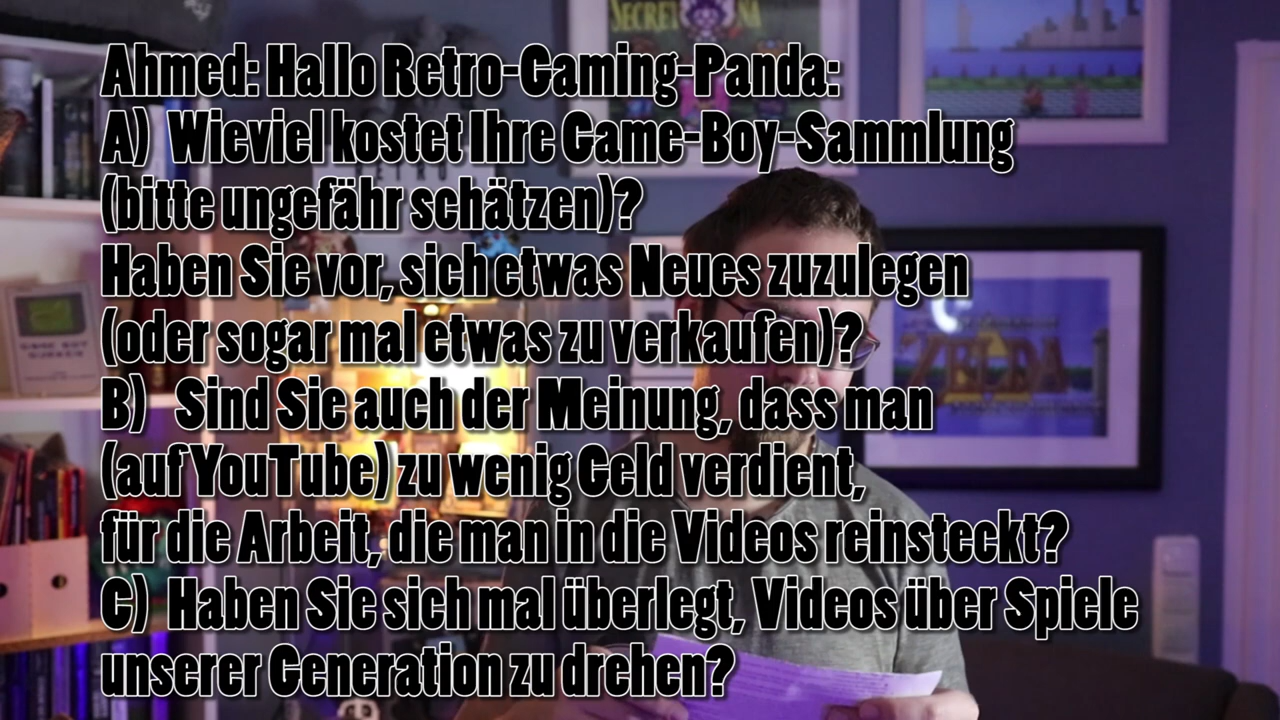 Ahmed: Hallo Retro-Gaming-Panda:
A) Wieviel kostet Ihre Game-Boy-Sammlung
(bitte ungefähr schätzen)?
Haben Sie vor, sich etwas Neues zuzulegen
(oder sogar mal etwas zu verkaufen)?
B) Sind Sie auch der Meinung, dass man
(auf YouTube) zu wenig Geld verdient,
für die Arbeit, die man in die Videos reinsteckt?
C) Haben Sie sich mal überlegt, Videos über Spiele
unserer Generation zu drehen?
SECRET
ZELDA